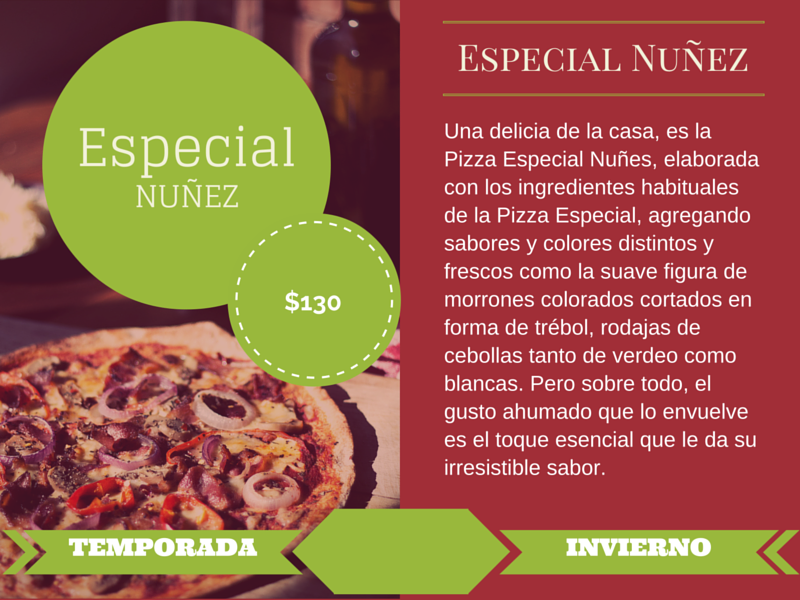 Especial
NUÑEZ
$130
Especial Nuñez
Una delicia de la casa, es la
Pizza Especial Nuñes, elaborada
con los ingredientes habituales
de la Pizza Especial, agregando
sabores y colores distintos y
frescos como la suave figura de
morrones colorados cortados en
forma de trébol, rodajas de
cebollas tanto de verdeo como
blancas. Pero sobre todo, el
gusto ahumado que lo envuelve
es el toque esencial que le da su
irresistible sabor.
TEMPORADA
INVIERNO